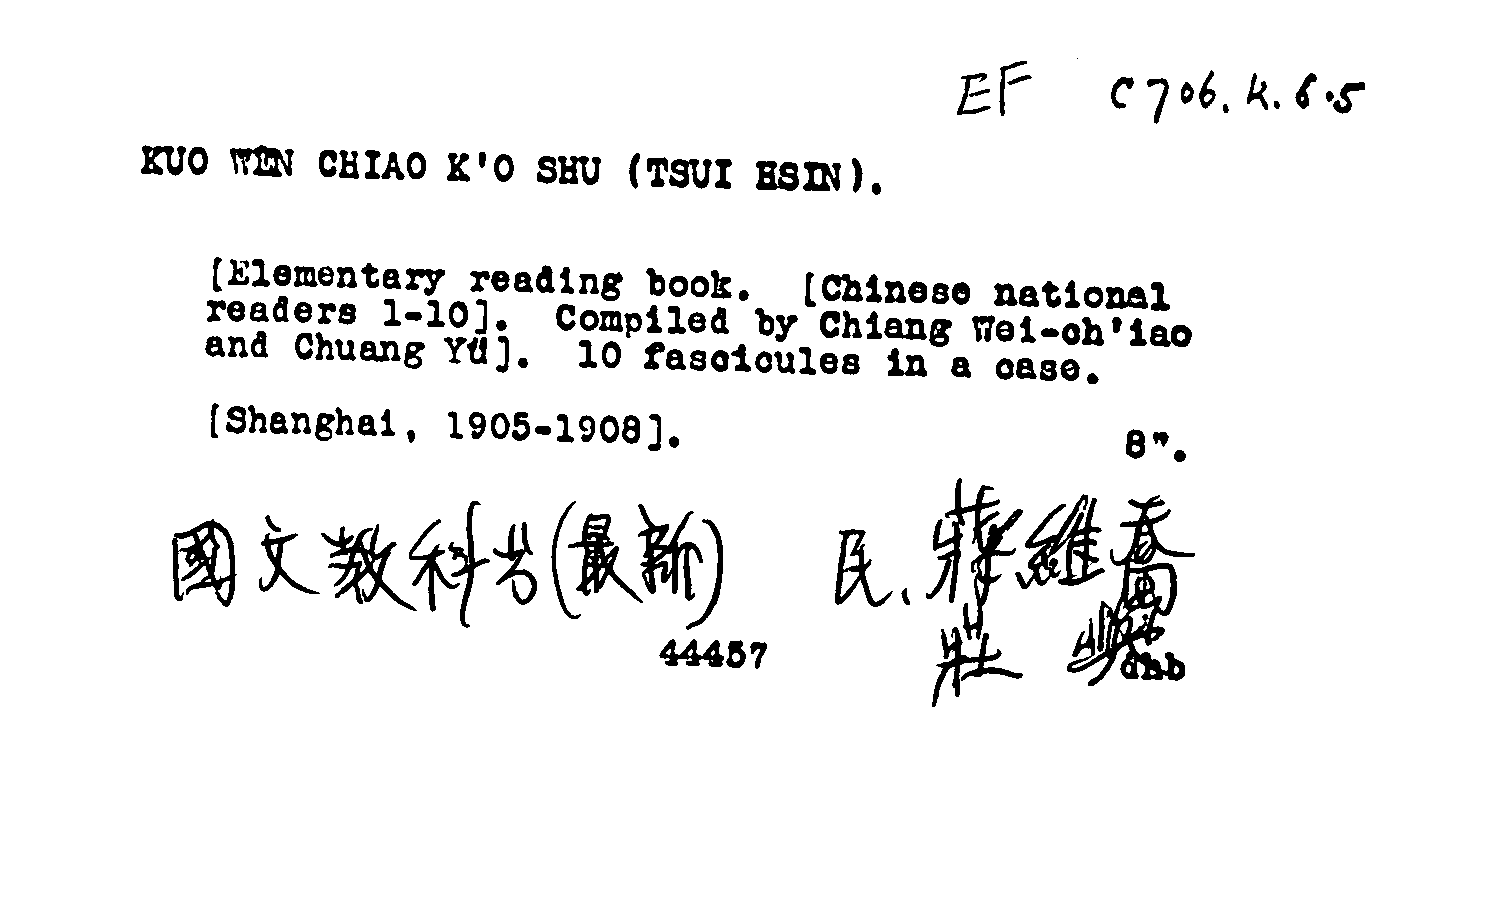 EF C706.K.6.5
KUO WEN CHIAO K'O SHU (TSUI HSIN).
[Elementary reading book. [Chinese national
readers 1-10]. Compiled by Chiang Wei-ch'iao
and Chuang Yü]. 10 fascicules in a case.
[Shanghai, 1905-1908].
8".
國文教科书(最新) 民.蔣維喬
44457 莊
dhb